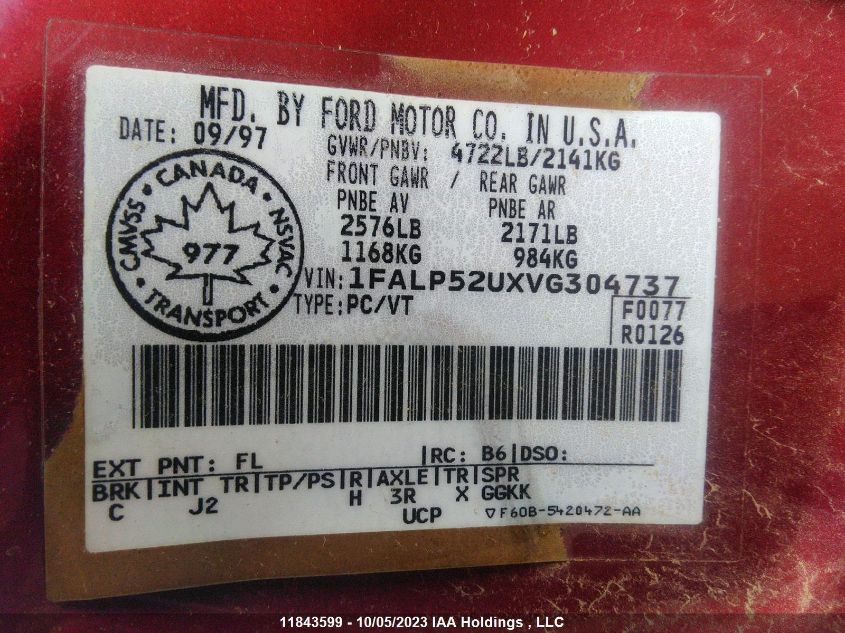 MFD. BY FORD MOTOR CO. IN U.S.A.
DATE: 09/97
GVWR/PNBV: 4722LB/2141KG
FRONT GAWR / REAR GAWR
PNBE AV PNBE AR
2576LB 2171LB
1168KG 984KG
CMVSS • CANADA • NSVAC • TRANSPORT •
977
VIN: 1FALP52UXVG304737
TYPE: PC/VT
F0077
R0126
EXT PNT: FL |RC: B6|DSO:
BRK|INT TR|TP/PS|R|AXLE|TR|SPR
C J2 H 3R X GGKK
UCP ▽F60B-5420472-AA
11843599 - 10/05/2023 IAA Holdings , LLC